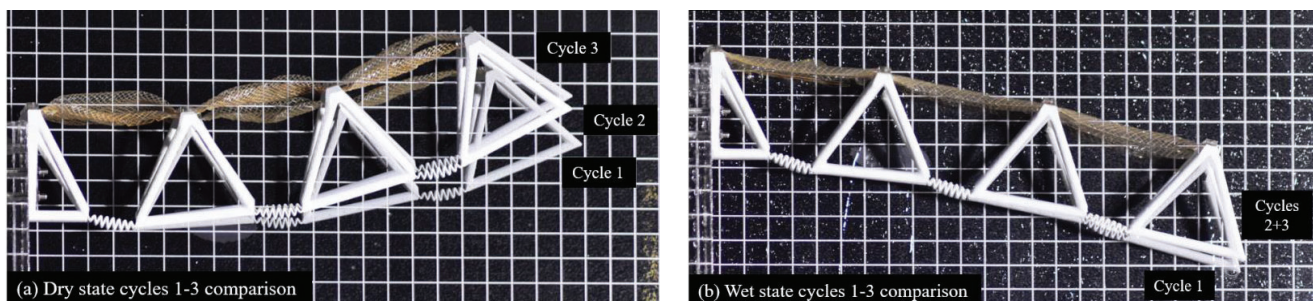 Cycle 3
Cycle 2
Cycle 1
(a) Dry state cycles 1-3 comparison
Cycles
2+3
Cycle 1
(b) Wet state cycles 1-3 comparison